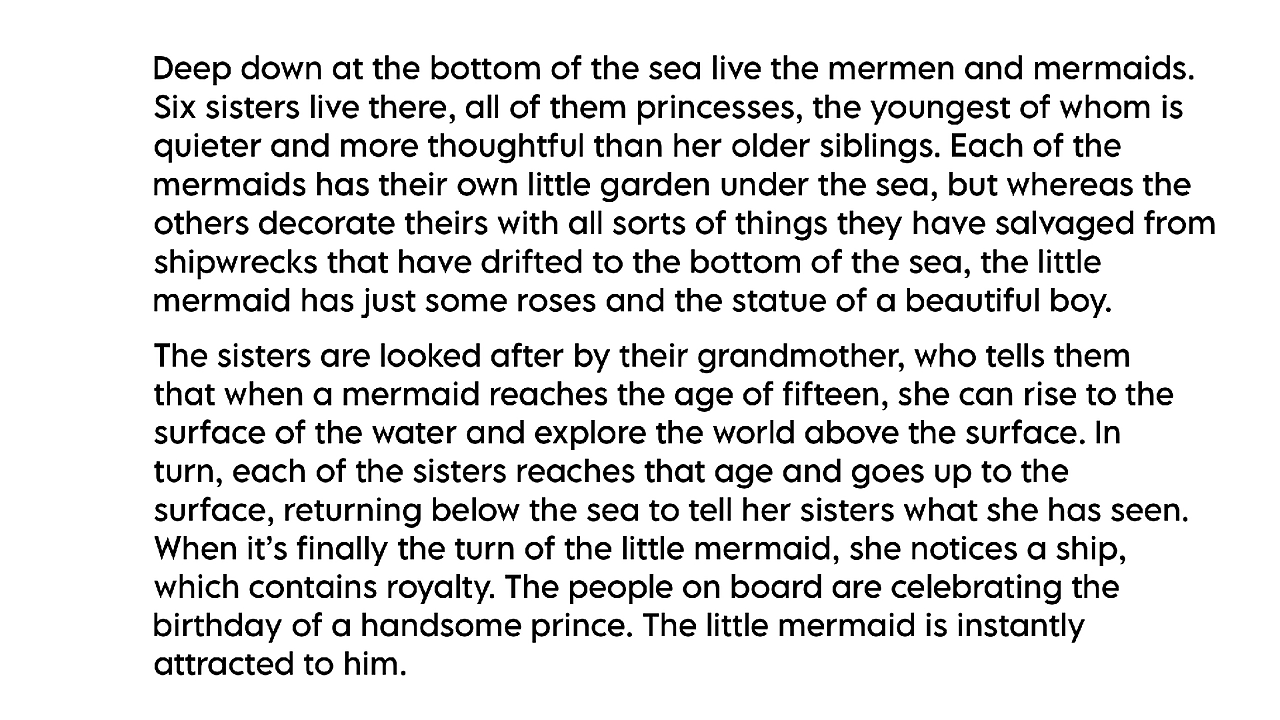 Deep down at the bottom of the sea live the mermen and mermaids.
Six sisters live there, all of them princesses, the youngest of whom is
quieter and more thoughtful than her older siblings. Each of the
mermaids has their own little garden under the sea, but whereas the
others decorate theirs with all sorts of things they have salvaged from
shipwrecks that have drifted to the bottom of the sea, the little
mermaid has just some roses and the statue of a beautiful boy.
The sisters are looked after by their grandmother, who tells them
that when a mermaid reaches the age of fifteen, she can rise to the
surface of the water and explore the world above the surface. In
turn, each of the sisters reaches that age and goes up to the
surface, returning below the sea to tell her sisters what she has seen.
When it’s finally the turn of the little mermaid, she notices a ship,
which contains royalty. The people on board are celebrating the
birthday of a handsome prince. The little mermaid is instantly
attracted to him.